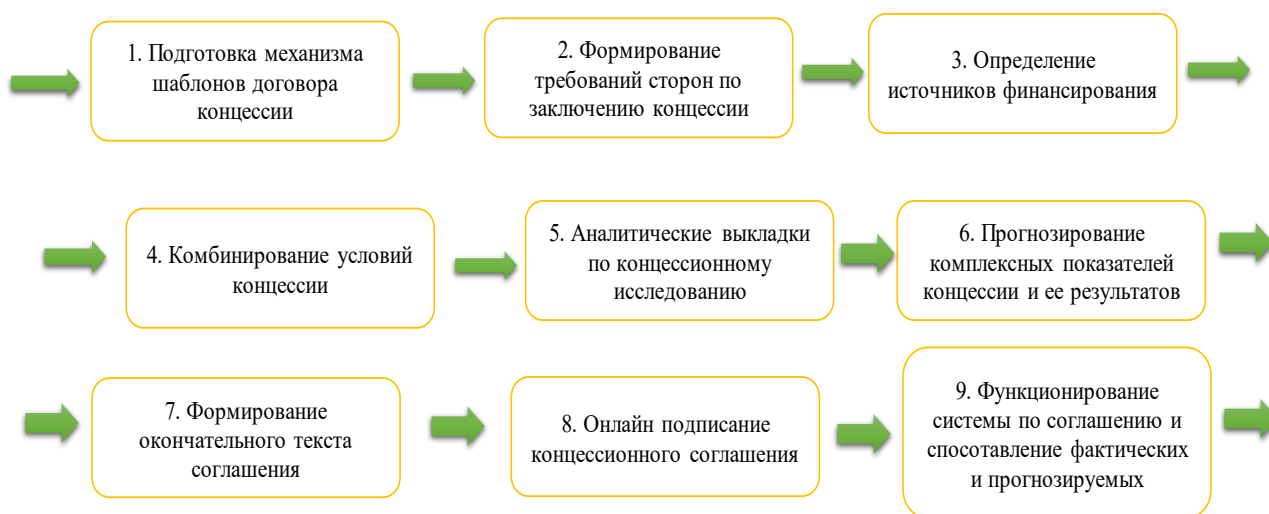 1. Подготовка механизма
шаблонов договора
концессии
2. Формирование
требований сторон по
заключению концессии
3. Определение
источников финансирования
4. Комбинирование условий
концессии
5. Аналитические выкладки
по концессионному
исследованию
6. Прогнозирование
комплексных показателей
концессии и ее результатов
7. Формирование
окончательного текста
соглашения
8. Онлайн подписание
концессионного соглашения
9. Функционирование
системы по соглашению и
спосотавление фактических
и прогнозируемых